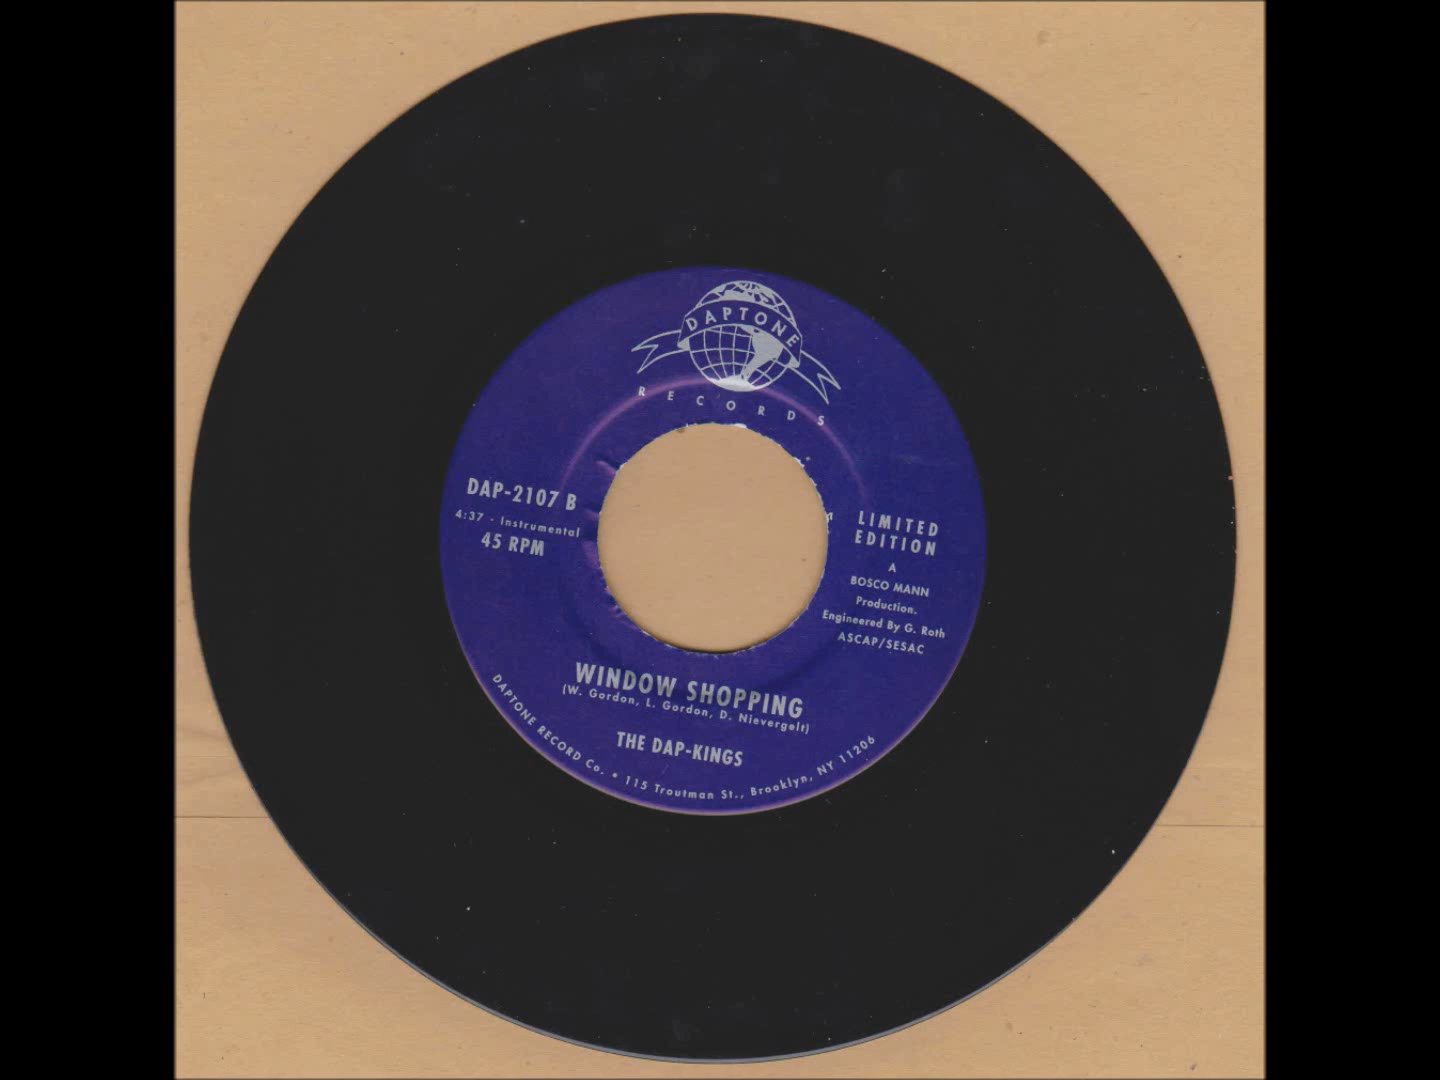 DAPTONE
RECORDS
DAP-2107 B
4:37 - Instrumental
45 RPM
LIMITED
EDITION
A
BOSCO MANN
Production.
Engineered By G. Roth
ASCAP/SESAC
WINDOW SHOPPING
(W. Gordon, L. Gordon, D. Nievergelt)
THE DAP-KINGS
DAPTONE RECORD Co. • 115 Troutman St., Brooklyn, NY 11206